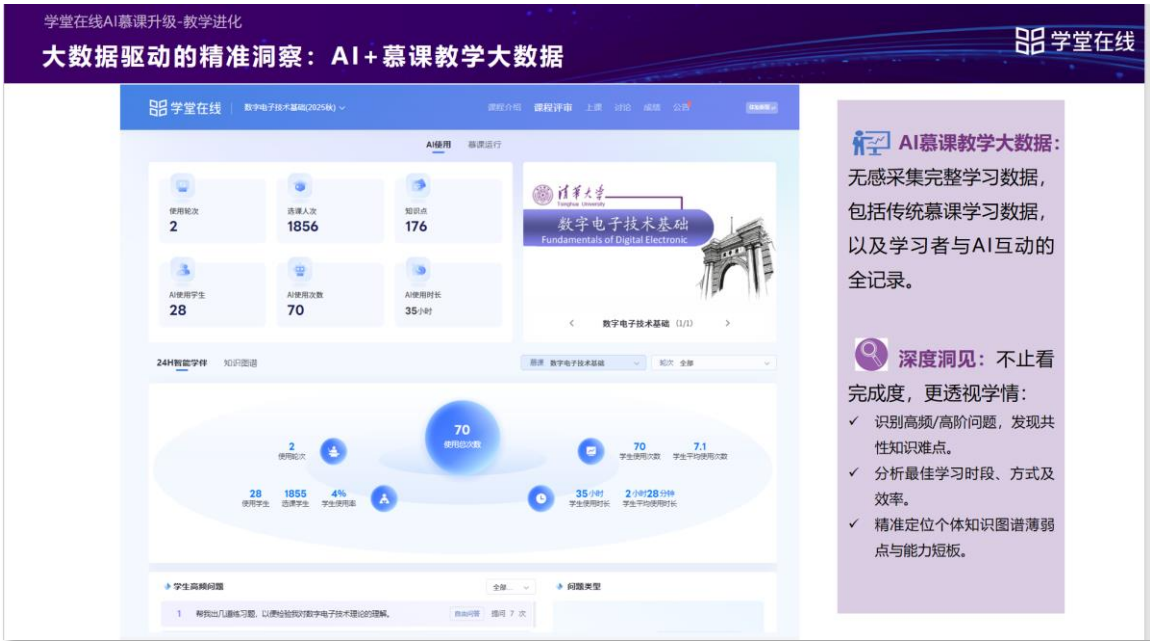 学堂在线AI慕课升级-教学进化
大数据驱动的精准洞察：AI+慕课教学大数据
学堂在线
学堂在线
数字电子技术基础(2025秋)
课程介绍 课程评审 上课 讨论 成绩 公告
AI使用 慕课运行
使用轮次
2
选课人次
1856
知识点
176
AI使用学生
28
AI使用次数
70
AI使用时长
35小时
清华大学
Tsinghua University
数字电子技术基础
Fundamentals of Digital Electronic
数字电子技术基础 (1/1)
24H智能学伴 知识图谱
慕课 数字电子技术基础
轮次 全部
70
使用总次数
2
使用轮次
28
使用学生
1855
选课学生
4%
学生使用率
70
学生使用次数
7.1
学生平均使用次数
35小时
学生使用时长
2小时28分钟
学生平均使用时长
学生高频问题
全部...
问题类型
1 帮我出几道练习题，以便检验我对数字电子技术理论的理解。 自由问答 提问 7 次
AI慕课教学大数据：
无感采集完整学习数据，
包括传统慕课学习数据，
以及学习者与AI互动的
全记录。
深度洞见：不止看
完成度，更透视学情：
✓ 识别高频/高阶问题，发现共
性知识难点。
✓ 分析最佳学习时段、方式及
效率。
✓ 精准定位个体知识图谱薄弱
点与能力短板。